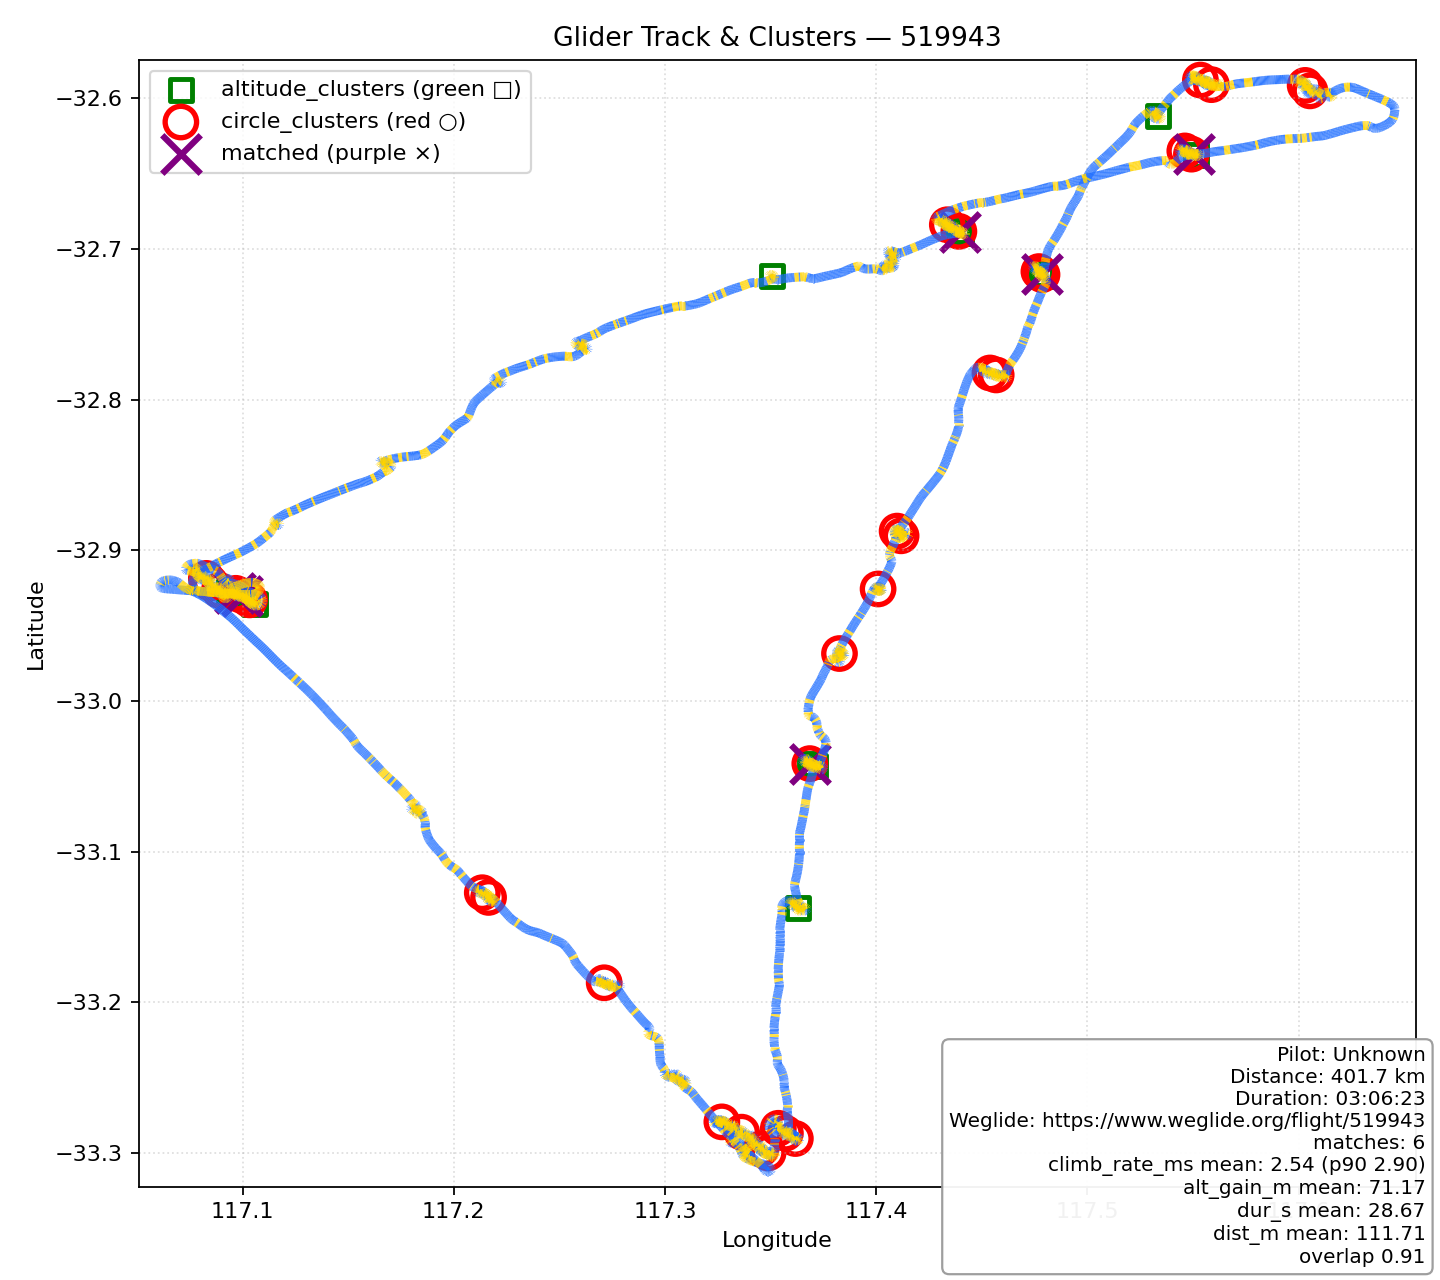 Glider Track & Clusters — 519943
altitude_clusters (green □)
circle_clusters (red ○)
matched (purple ×)
−32.6
−32.7
−32.8
−32.9
−33.0
−33.1
−33.2
−33.3
Latitude
117.1
117.2
117.3
117.4
117.5
Longitude
Pilot: Unknown
Distance: 401.7 km
Duration: 03:06:23
Weglide: https://www.weglide.org/flight/519943
matches: 6
climb_rate_ms mean: 2.54 (p90 2.90)
alt_gain_m mean: 71.17
dur_s mean: 28.67
dist_m mean: 111.71
overlap 0.91